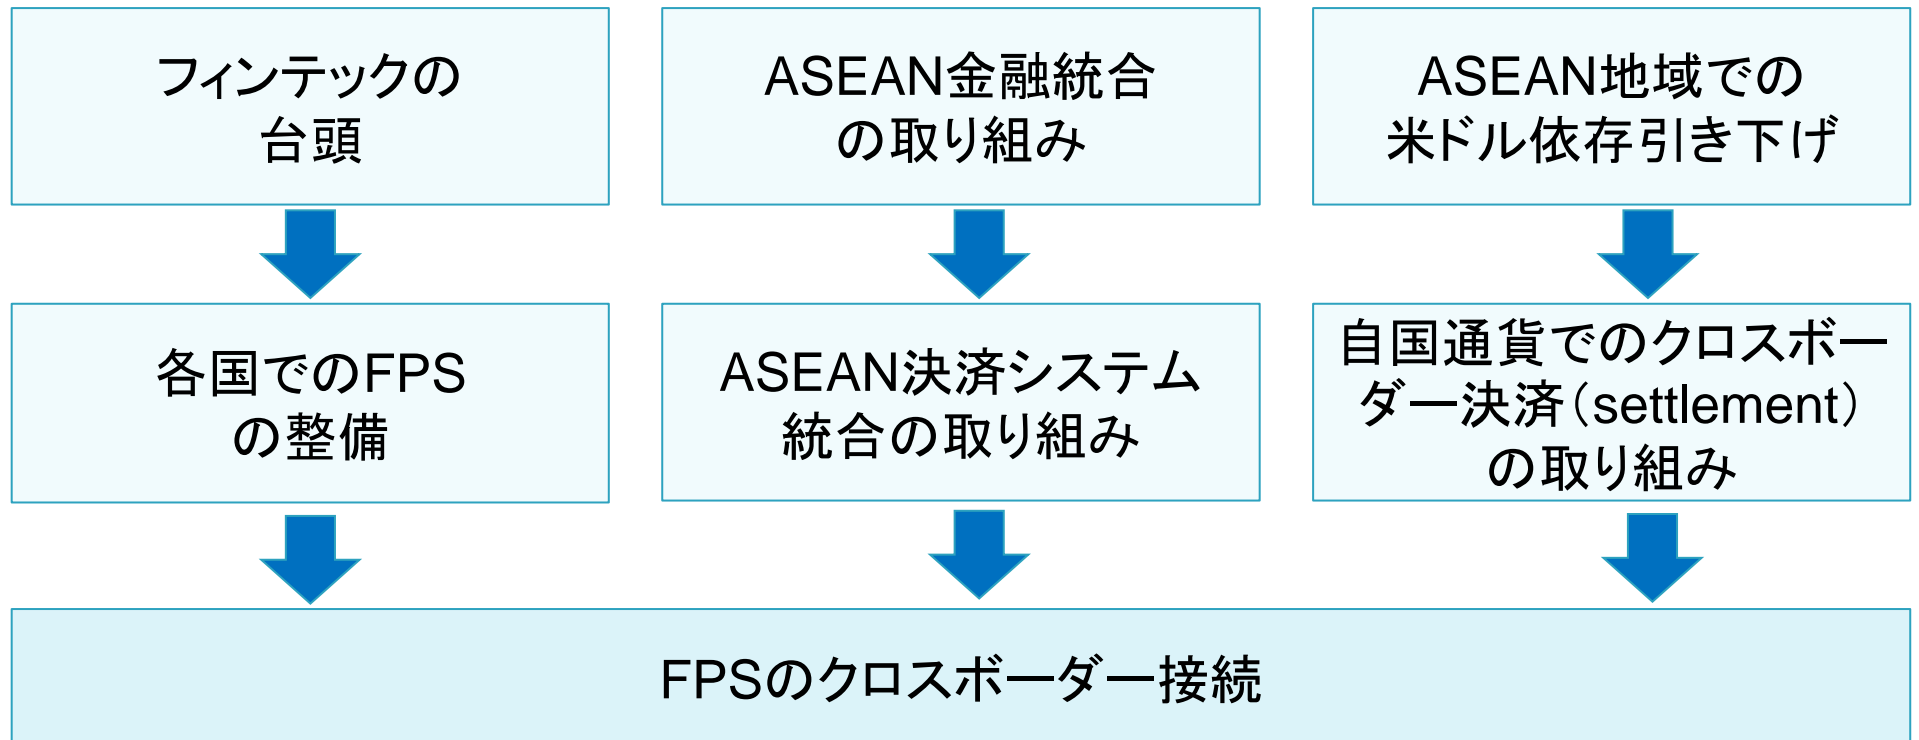 フィンテックの
台頭
ASEAN金融統合
の取り組み
ASEAN地域での
米ドル依存引き下げ
各国でのFPS
の整備
ASEAN決済システム
統合の取り組み
自国通貨でのクロスボー
ダー決済（settlement）
の取り組み
FPSのクロスボーダー接続